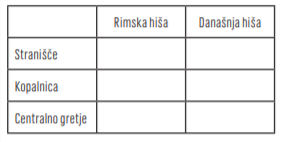 Rimska hiša Današnja hiša
Stranišče
Kopalnica
Centralno gretje